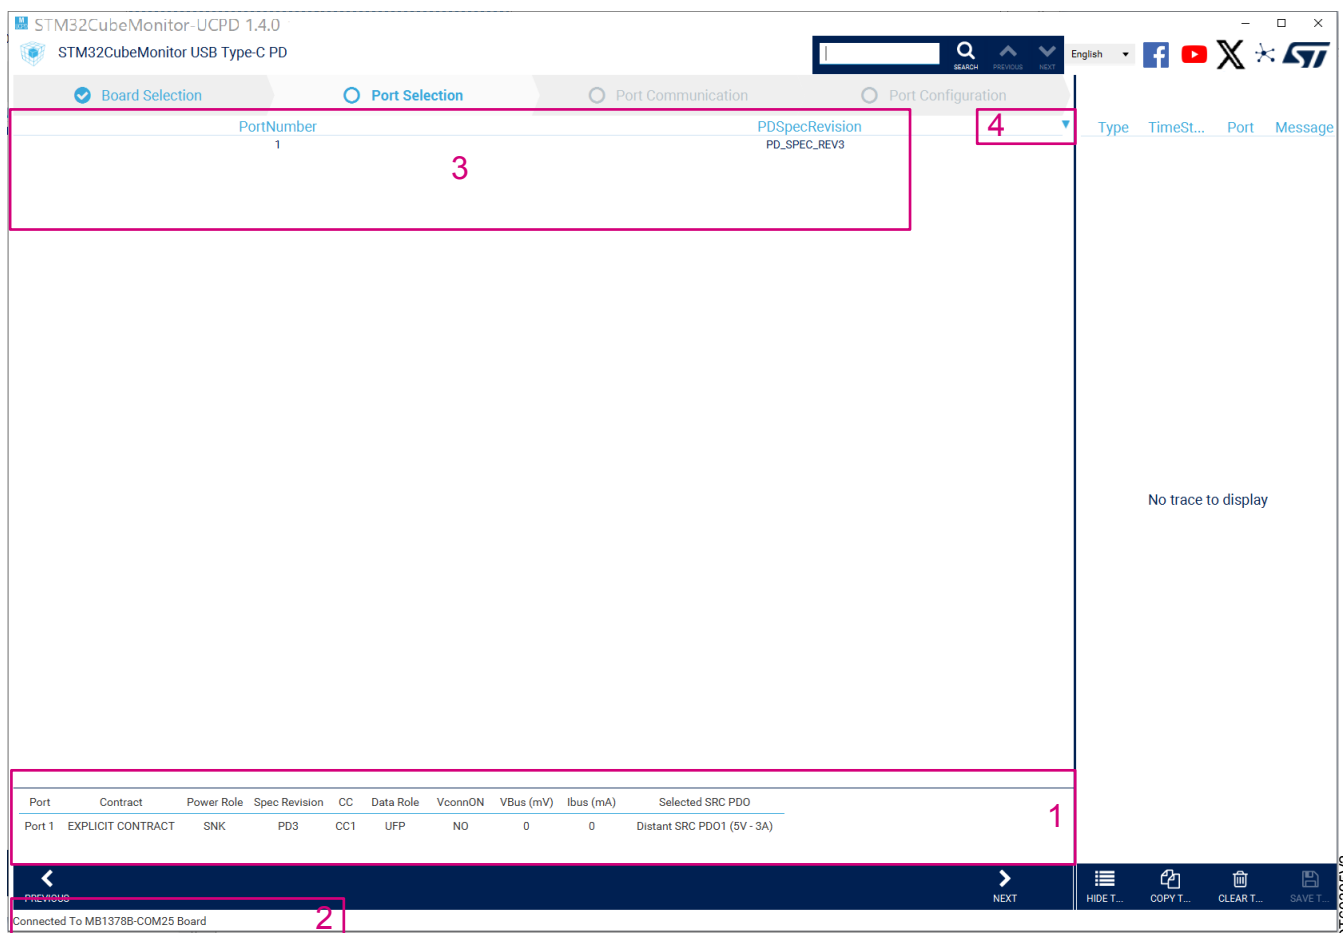 STM32CubeMonitor-UCPD 1.4.0
STM32CubeMonitor USB Type-C PD
SEARCH PREVIOUS NEXT English
Board Selection Port Selection Port Communication Port Configuration
PortNumber PDSpecRevision 4 Type TimeSt... Port Message
1 PD_SPEC_REV3
3
No trace to display
Port Contract Power Role Spec Revision CC Data Role VconnON VBus (mV) Ibus (mA) Selected SRC PDO
1
Port 1 EXPLICIT CONTRACT SNK PD3 CC1 UFP NO 0 0 Distant SRC PDO1 (5V - 3A)
PREVIOUS NEXT HIDE T... COPY T... CLEAR T... SAVE T...
Connected To MB1378B-COM25 Board 2